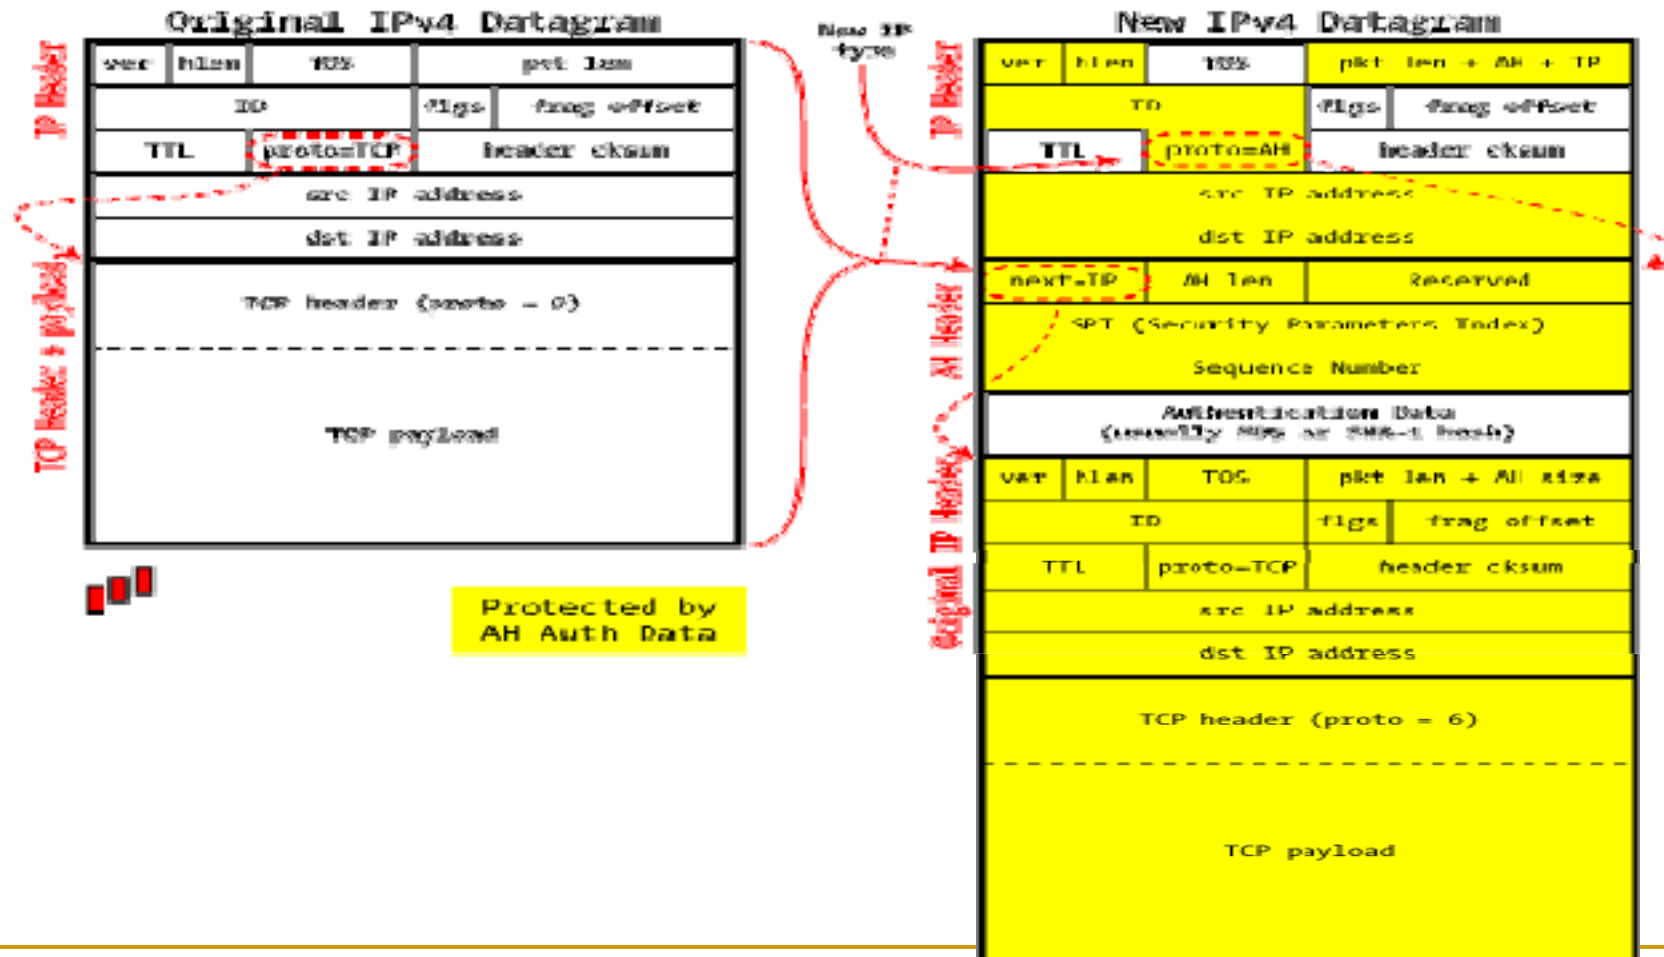 Original IPv4 Datagram
IP Header
ver hlen TOS pkt len
ID flgs frag offset
TTL proto=TCP header cksum
src IP address
dst IP address
TCP header (proto = 6)
TCP payload
TCP header + payload
Protected by
AH Auth Data
New IP
type
New IPv4 Datagram
IP Header
ver hlen TOS pkt len + AH + IP
ID flgs frag offset
TTL proto=AH header cksum
src IP address
dst IP address
AH Header
next=IP AH len Reserved
SPI (Security Parameters Index)
Sequence Number
Authentication Data
(usually MD5 or SHA-1 hash)
Original IP Header
ver hlen TOS pkt len + AH size
ID flgs frag offset
TTL proto=TCP header cksum
src IP address
dst IP address
TCP header (proto = 6)
TCP payload